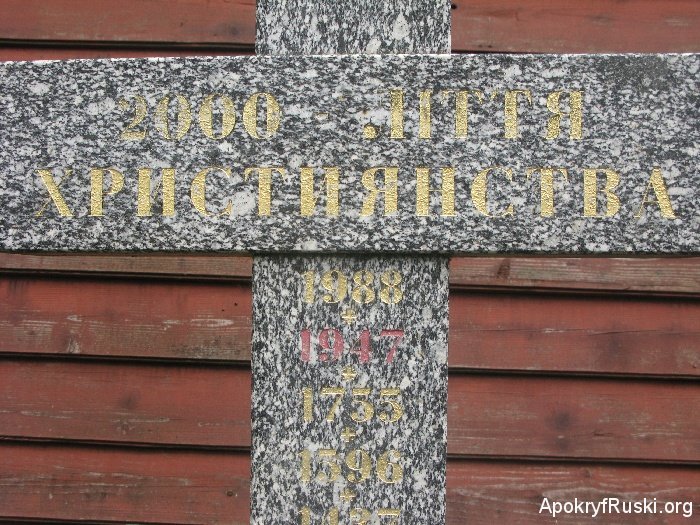 2000 - ЛІТТЯ
ХРИСТИЯНСТВА
1988
+
1947
+
1755
+
1596
+
ApokryfRuski.org